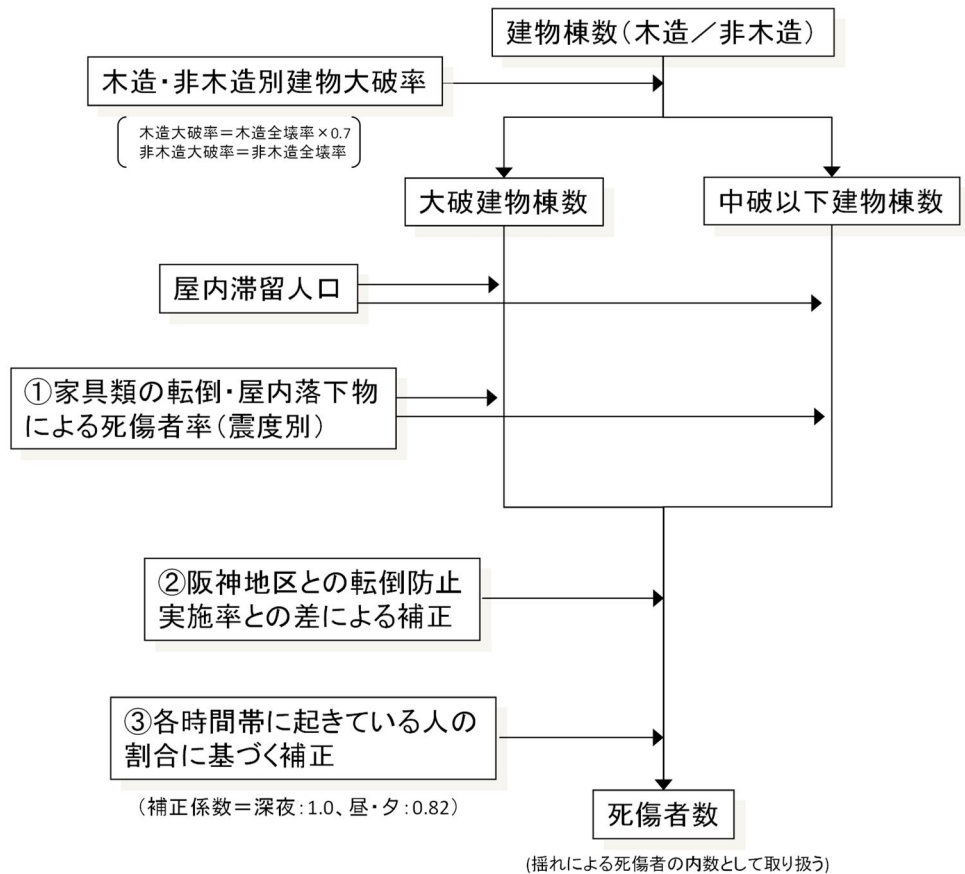 建物棟数（木造／非木造）
木造・非木造別建物大破率
木造大破率＝木造全壊率×0.7
非木造大破率＝非木造全壊率
大破建物棟数
中破以下建物棟数
屋内滞留人口
①家具類の転倒・屋内落下物
による死傷者率（震度別）
②阪神地区との転倒防止
実施率との差による補正
③各時間帯に起きている人の
割合に基づく補正
（補正係数＝深夜：1.0、昼・夕：0.82）
死傷者数
(揺れによる死傷者の内数として取り扱う)